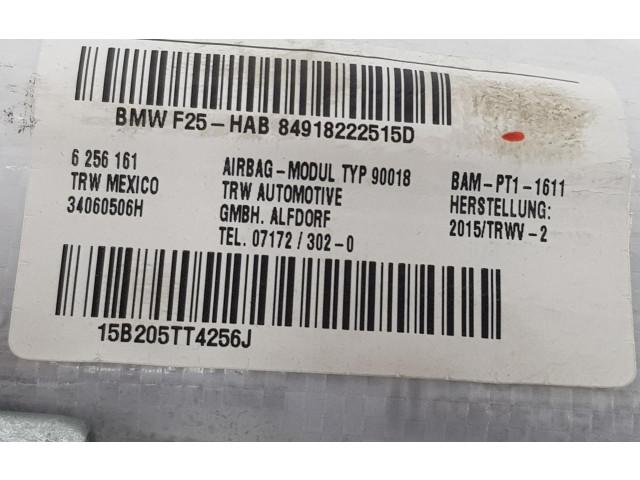 BMW F25-HAB 84918222515D
6 256 161
TRW MEXICO
34060506H
AIRBAG-MODUL TYP 90018
TRW AUTOMOTIVE
GMBH. ALFDORF
TEL. 07172 / 302-0
BAM-PT1-1611
HERSTELLUNG:
2015/TRWV-2
15B205TT4256J